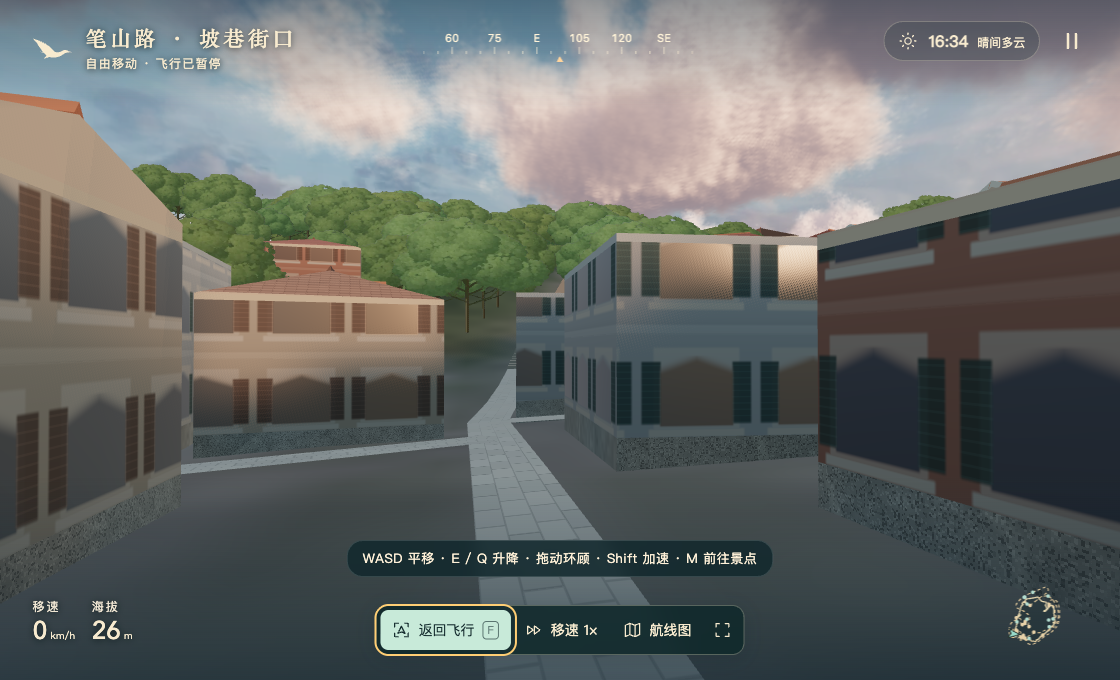 笔山路 · 坡巷街口
自由移动 · 飞行已暂停
60 75 E 105 120 SE
16:34 晴间多云
WASD 平移 · E / Q 升降 · 拖动环顾 · Shift 加速 · M 前往景点
移速 海拔
0 km/h 26 m
返回飞行 F 移速 1x 航线图